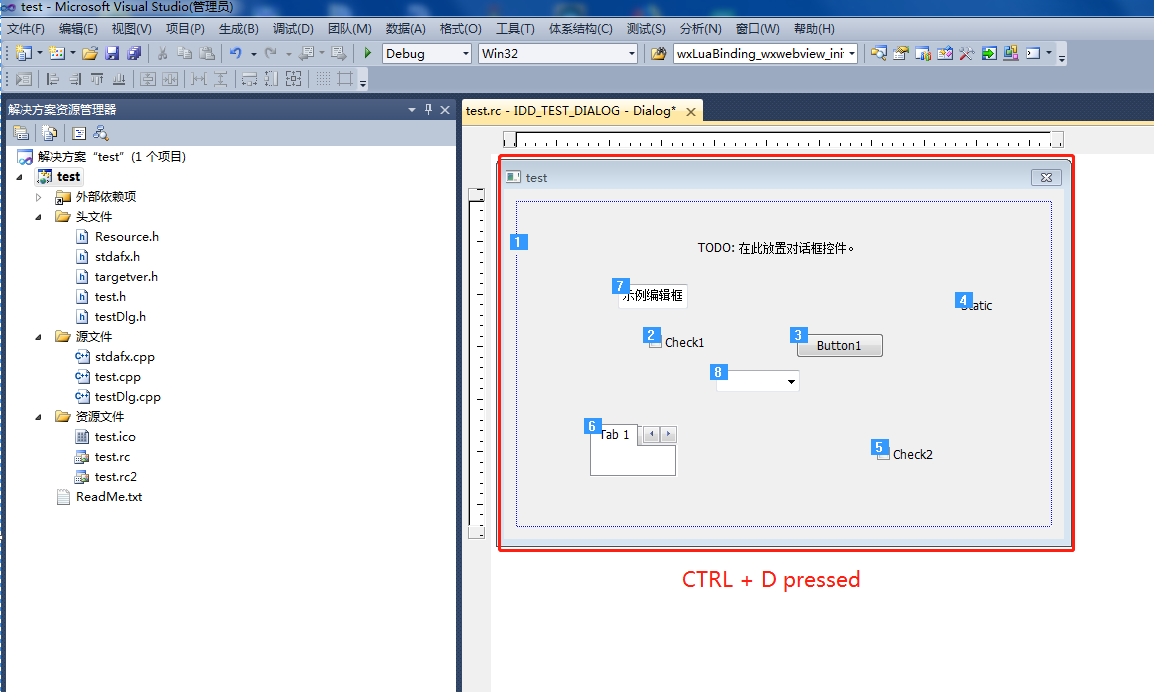 test - Microsoft Visual Studio(管理员)
文件(F) 编辑(E) 视图(V) 项目(P) 生成(B) 调试(D) 团队(M) 数据(A) 格式(O) 工具(T) 体系结构(C) 测试(S) 分析(N) 窗口(W) 帮助(H)
Debug Win32 wxLuaBinding_wxwebview_ini
解决方案资源管理器
test.rc - IDD_TEST_DIALOG - Dialog*
解决方案 "test" (1 个项目)
test
外部依赖项
头文件
Resource.h
stdafx.h
targetver.h
test.h
testDlg.h
源文件
stdafx.cpp
test.cpp
testDlg.cpp
资源文件
test.ico
test.rc
test.rc2
ReadMe.txt
test
1
TODO: 在此放置对话框控件。
7 示例编辑框
4 Static
2 Check1
3 Button1
8
6 Tab 1
5 Check2
CTRL + D pressed